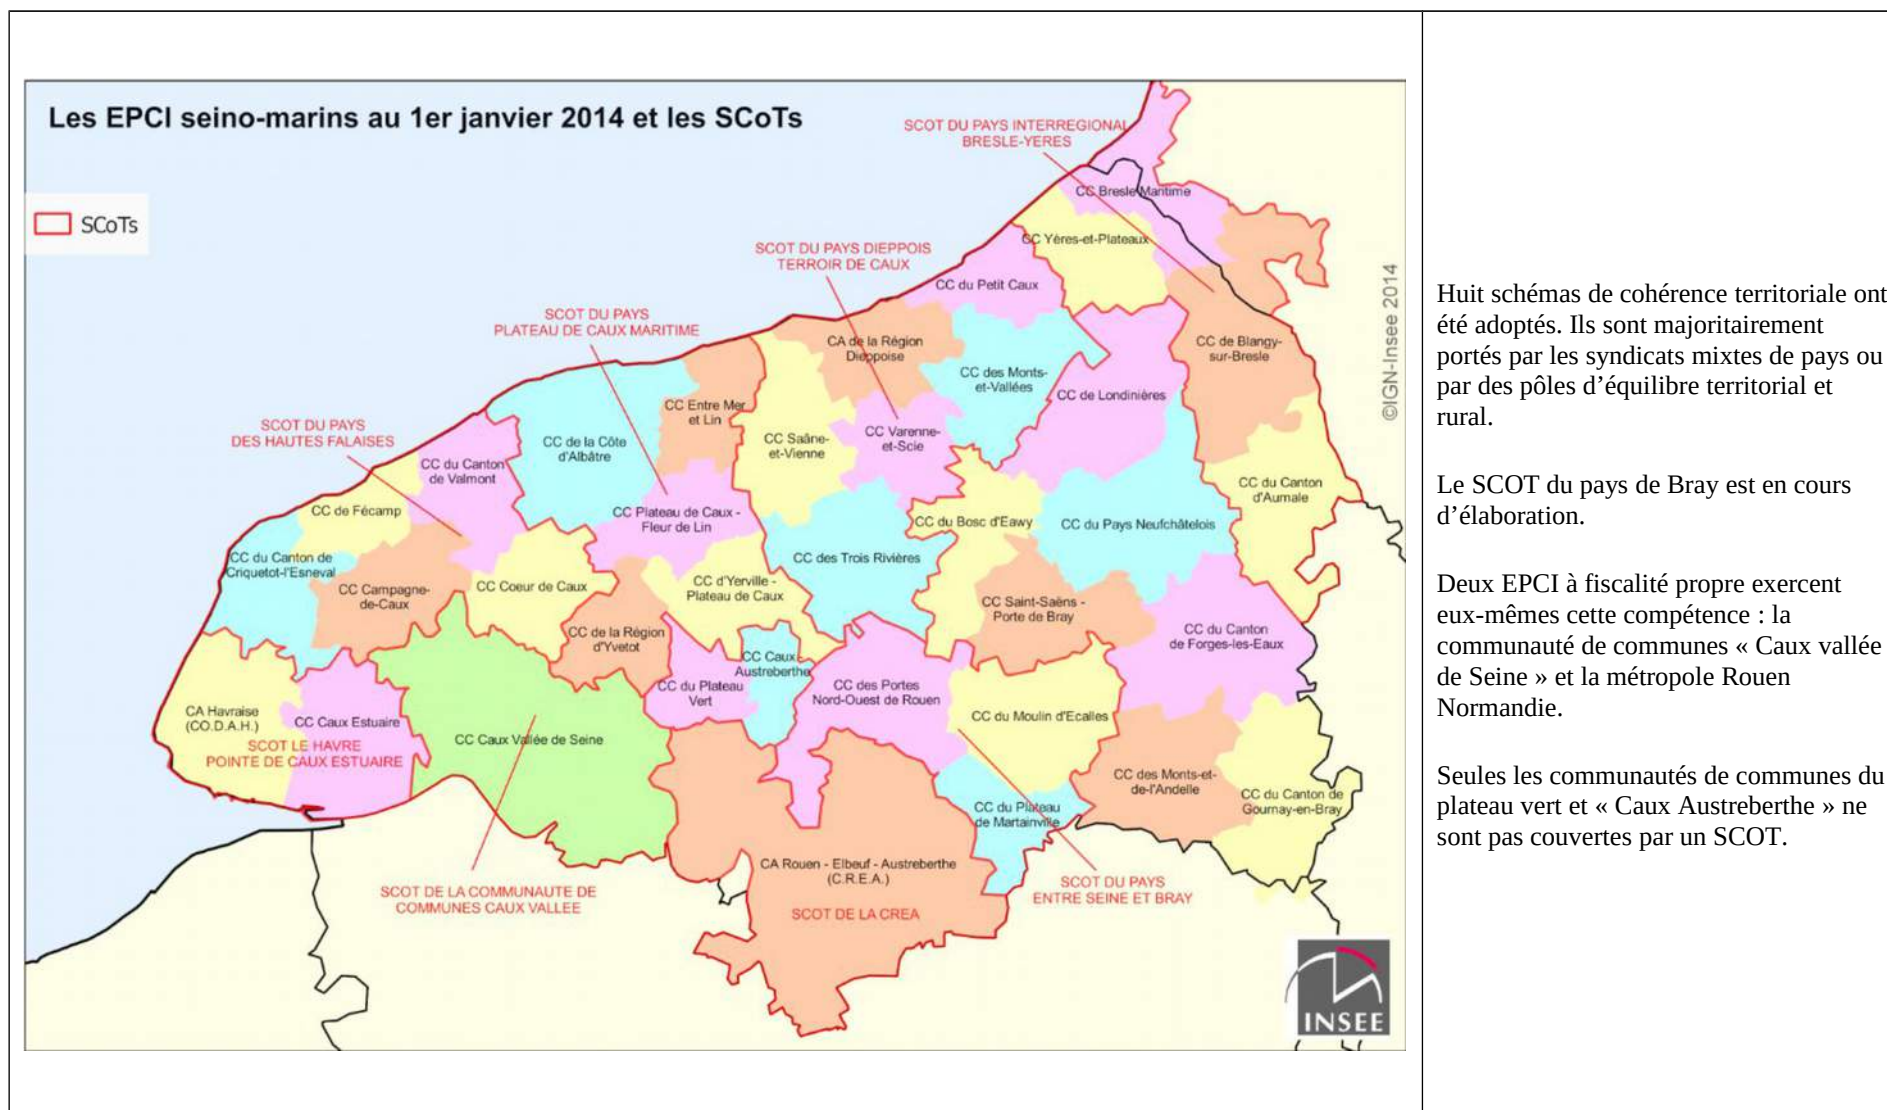 Les EPCI seino-marins au 1er janvier 2014 et les SCoTs
SCoTs
SCOT DU PAYS INTERREGIONAL
BRESLE-YERES
CC Bresle Maritime
CC Yères-et-Plateaux
SCOT DU PAYS DIEPPOIS
TERROIR DE CAUX
CC du Petit Caux
SCOT DU PAYS
PLATEAU DE CAUX MARITIME
CA de la Région
Dieppoise
CC des Monts-
et-Vallées
CC de Londinières
CC de Blangy-
sur-Bresle
©IGN-Insee 2014
CC Entre Mer
et Lin
SCOT DU PAYS
DES HAUTES FALAISES
CC de la Côte
d'Albâtre
CC Saâne-
et-Vienne
CC Varenne-
et-Scie
CC du Canton
de Valmont
CC du Canton
d'Aumale
CC de Fécamp
CC Plateau de Caux -
Fleur de Lin
CC du Bosc d'Eawy
CC du Pays Neufchâtelois
CC du Canton de
Criquetot-l'Esneval
CC des Trois Rivières
CC Campagne-
de-Caux
CC Coeur de Caux
CC d'Yerville -
Plateau de Caux
CC Saint-Saëns -
Porte de Bray
CC de la Région
d'Yvetot
CC du Canton
de Forges-les-Eaux
CC Caux -
Austreberthe
CC du Plateau
Vert
CC des Portes
Nord-Ouest de Rouen
CA Havraise
(CO.D.A.H.)
CC Caux Estuaire
CC du Moulin d'Ecalles
SCOT LE HAVRE
POINTE DE CAUX ESTUAIRE
CC Caux Vallée de Seine
CC des Monts-et-
de-l'Andelle
CC du Canton de
Gournay-en-Bray
CC du Plateau
de Martainville
CA Rouen - Elbeuf - Austreberthe
(C.R.E.A.)
SCOT DE LA COMMUNAUTE DE
COMMUNES CAUX VALLEE
SCOT DU PAYS
ENTRE SEINE ET BRAY
SCOT DE LA CREA
INSEE
Huit schémas de cohérence territoriale ont
été adoptés. Ils sont majoritairement
portés par les syndicats mixtes de pays ou
par des pôles d’équilibre territorial et
rural.
Le SCOT du pays de Bray est en cours
d’élaboration.
Deux EPCI à fiscalité propre exercent
eux-mêmes cette compétence : la
communauté de communes « Caux vallée
de Seine » et la métropole Rouen
Normandie.
Seules les communautés de communes du
plateau vert et « Caux Austreberthe » ne
sont pas couvertes par un SCOT.